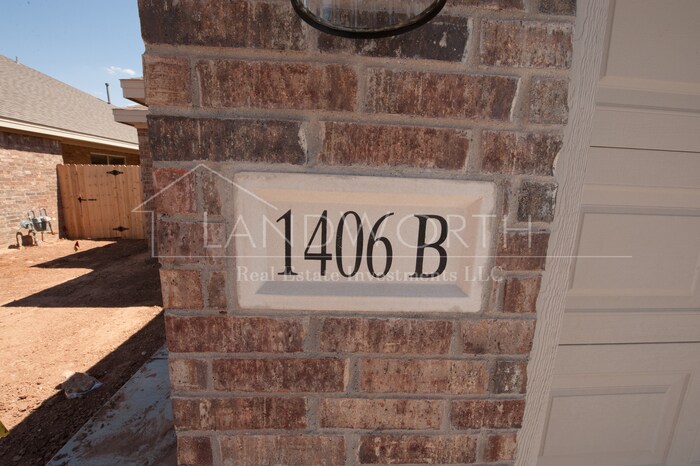 LANDWORTH
1406 B
Real Estate Investments LLC